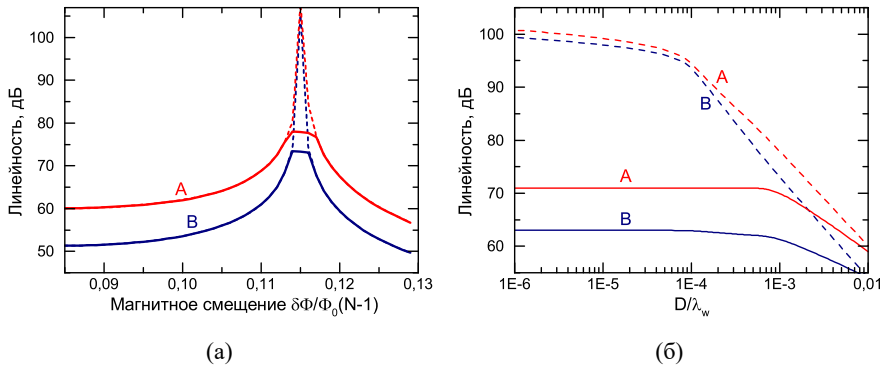 100
90
80
70
60
50
Линейность, дБ
A
B
0,09
0,10
0,11
0,12
0,13
Магнитное смещение δΦ/Φ₀(N-1)
(а)
100
90
80
70
60
Линейность, дБ
A
B
A
B
1E-6
1E-5
1E-4
1E-3
0,01
D/λ_w
(б)